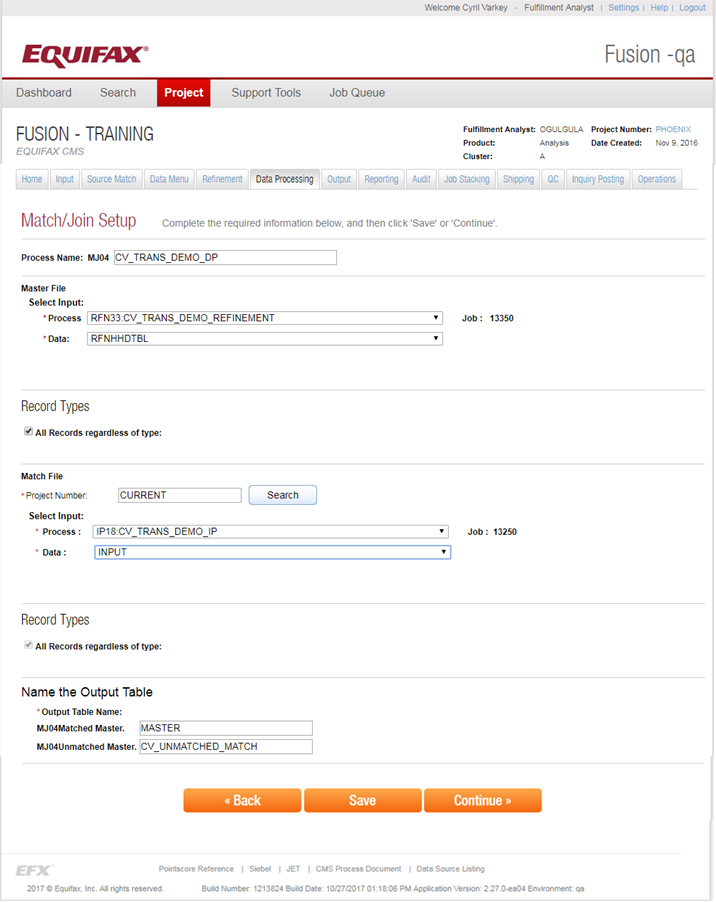 Welcome Cyril Varkey - Fulfillment Analyst | Settings | Help | Logout
EQUIFAX® Fusion -qa
Dashboard Search Project Support Tools Job Queue
FUSION - TRAINING
EQUIFAX CMS
Fulfillment Analyst: OGULGULA Project Number: PHOENIX
Product: Analysis Date Created: Nov 9, 2016
Cluster: A
Home Input Source Match Data Menu Refinement Data Processing Output Reporting Audit Job Stacking Shipping QC Inquiry Posting Operations
Match/Join Setup Complete the required information below, and then click 'Save' or 'Continue'.
Process Name: MJ04 CV_TRANS_DEMO_DP
Master File
Select Input:
* Process RFN33:CV_TRANS_DEMO_REFINEMENT Job : 13350
* Data: RFNHHDTBL
Record Types
All Records regardless of type:
Match File
* Project Number: CURRENT Search
Select Input:
* Process : IP18:CV_TRANS_DEMO_IP Job : 13250
* Data : INPUT
Record Types
All Records regardless of type:
Name the Output Table
* Output Table Name:
MJ04Matched Master. MASTER
MJ04Unmatched Master. CV_UNMATCHED_MATCH
« Back Save Continue »
EFX Pointscore Reference | Siebel | JET | CMS Process Document | Data Source Listing
2017 © Equifax, Inc. All rights reserved. Build Number: 1213824 Build Date: 10/27/2017 01:18:06 PM Application Version: 2.27.0-ea04 Environment: qa